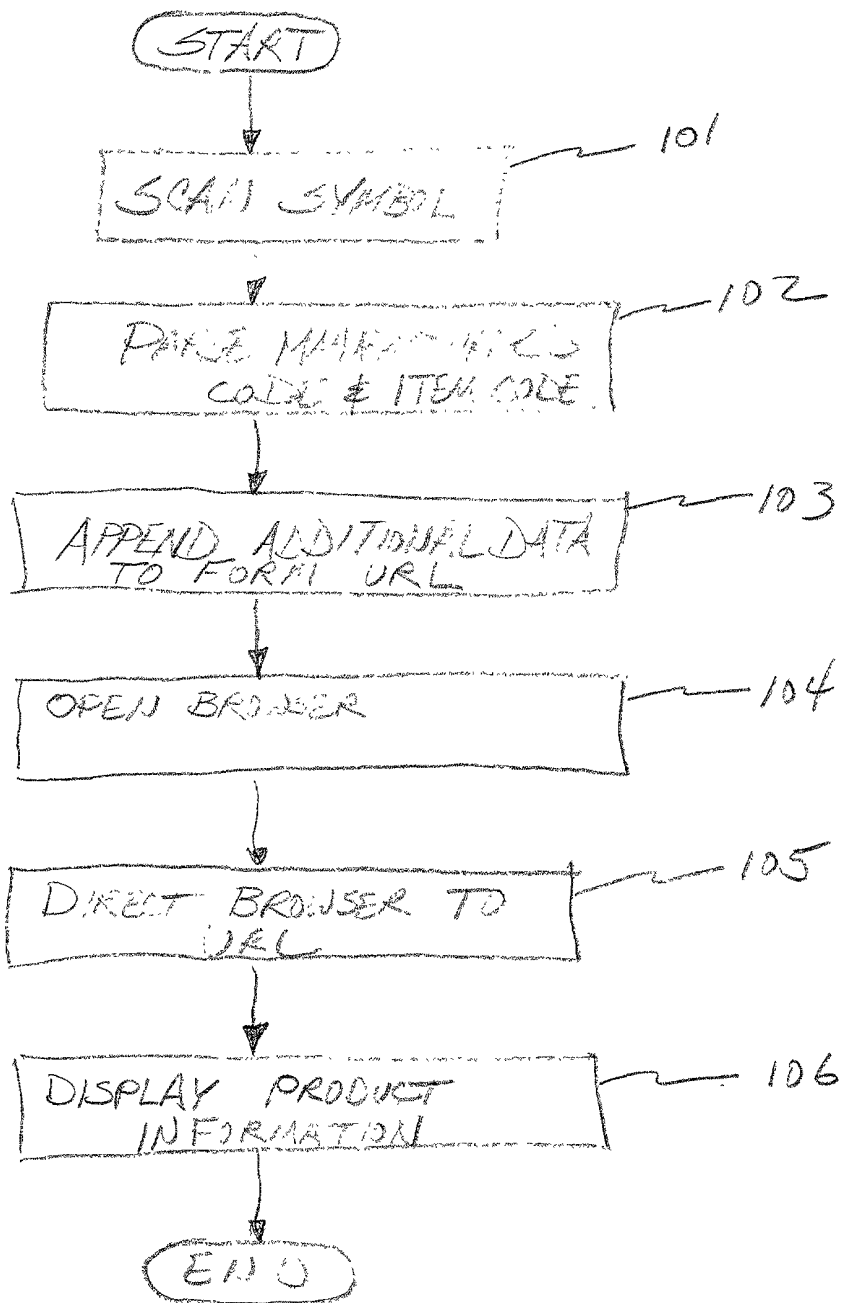 START
101
SCAN SYMBOL
102
PARSE
CODE & ITEM CODE
103
APPEND ADDITIONAL DATA
TO FORM URL
104
OPEN BROWSER
105
DIRECT BROWSER TO
URL
106
DISPLAY PRODUCT
INFORMATION
END